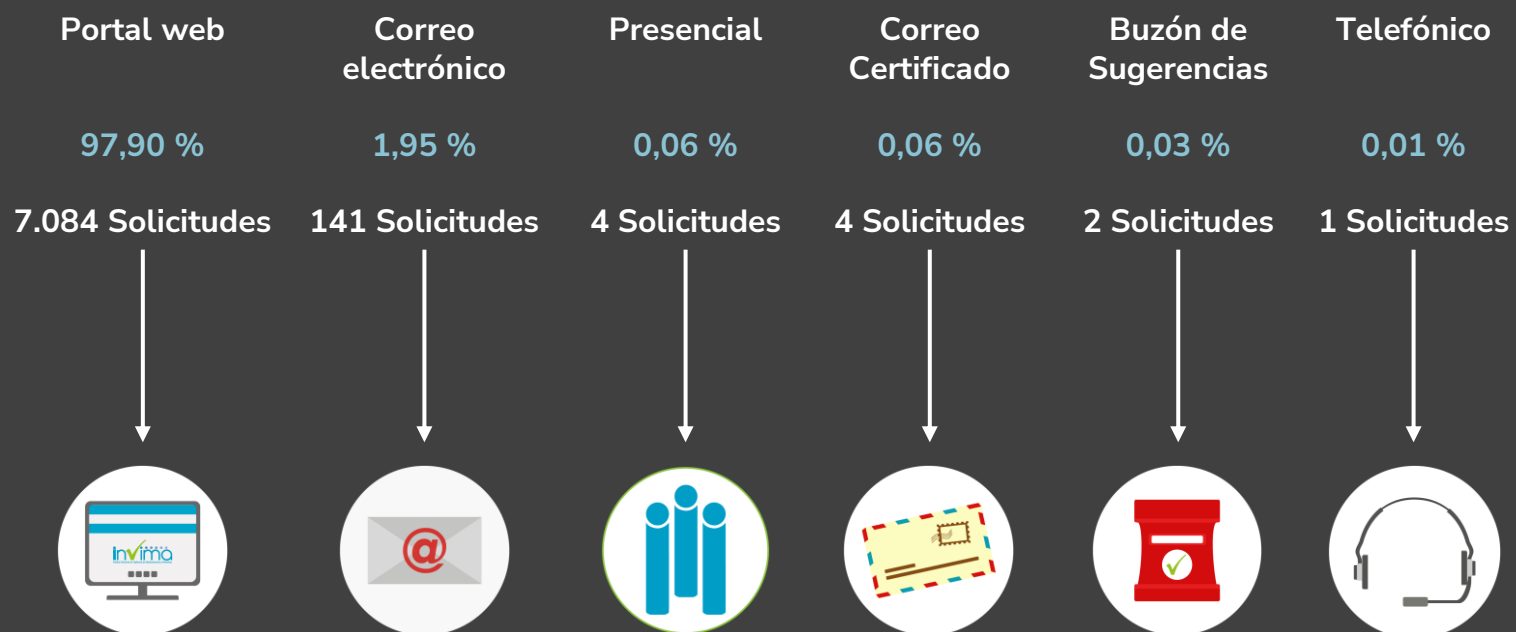 Portal web
Correo
electrónico
Presencial
Correo
Certificado
Buzón de
Sugerencias
Telefónico
97,90 %
1,95 %
0,06 %
0,06 %
0,03 %
0,01 %
7.084 Solicitudes
141 Solicitudes
4 Solicitudes
4 Solicitudes
2 Solicitudes
1 Solicitudes
invima
@